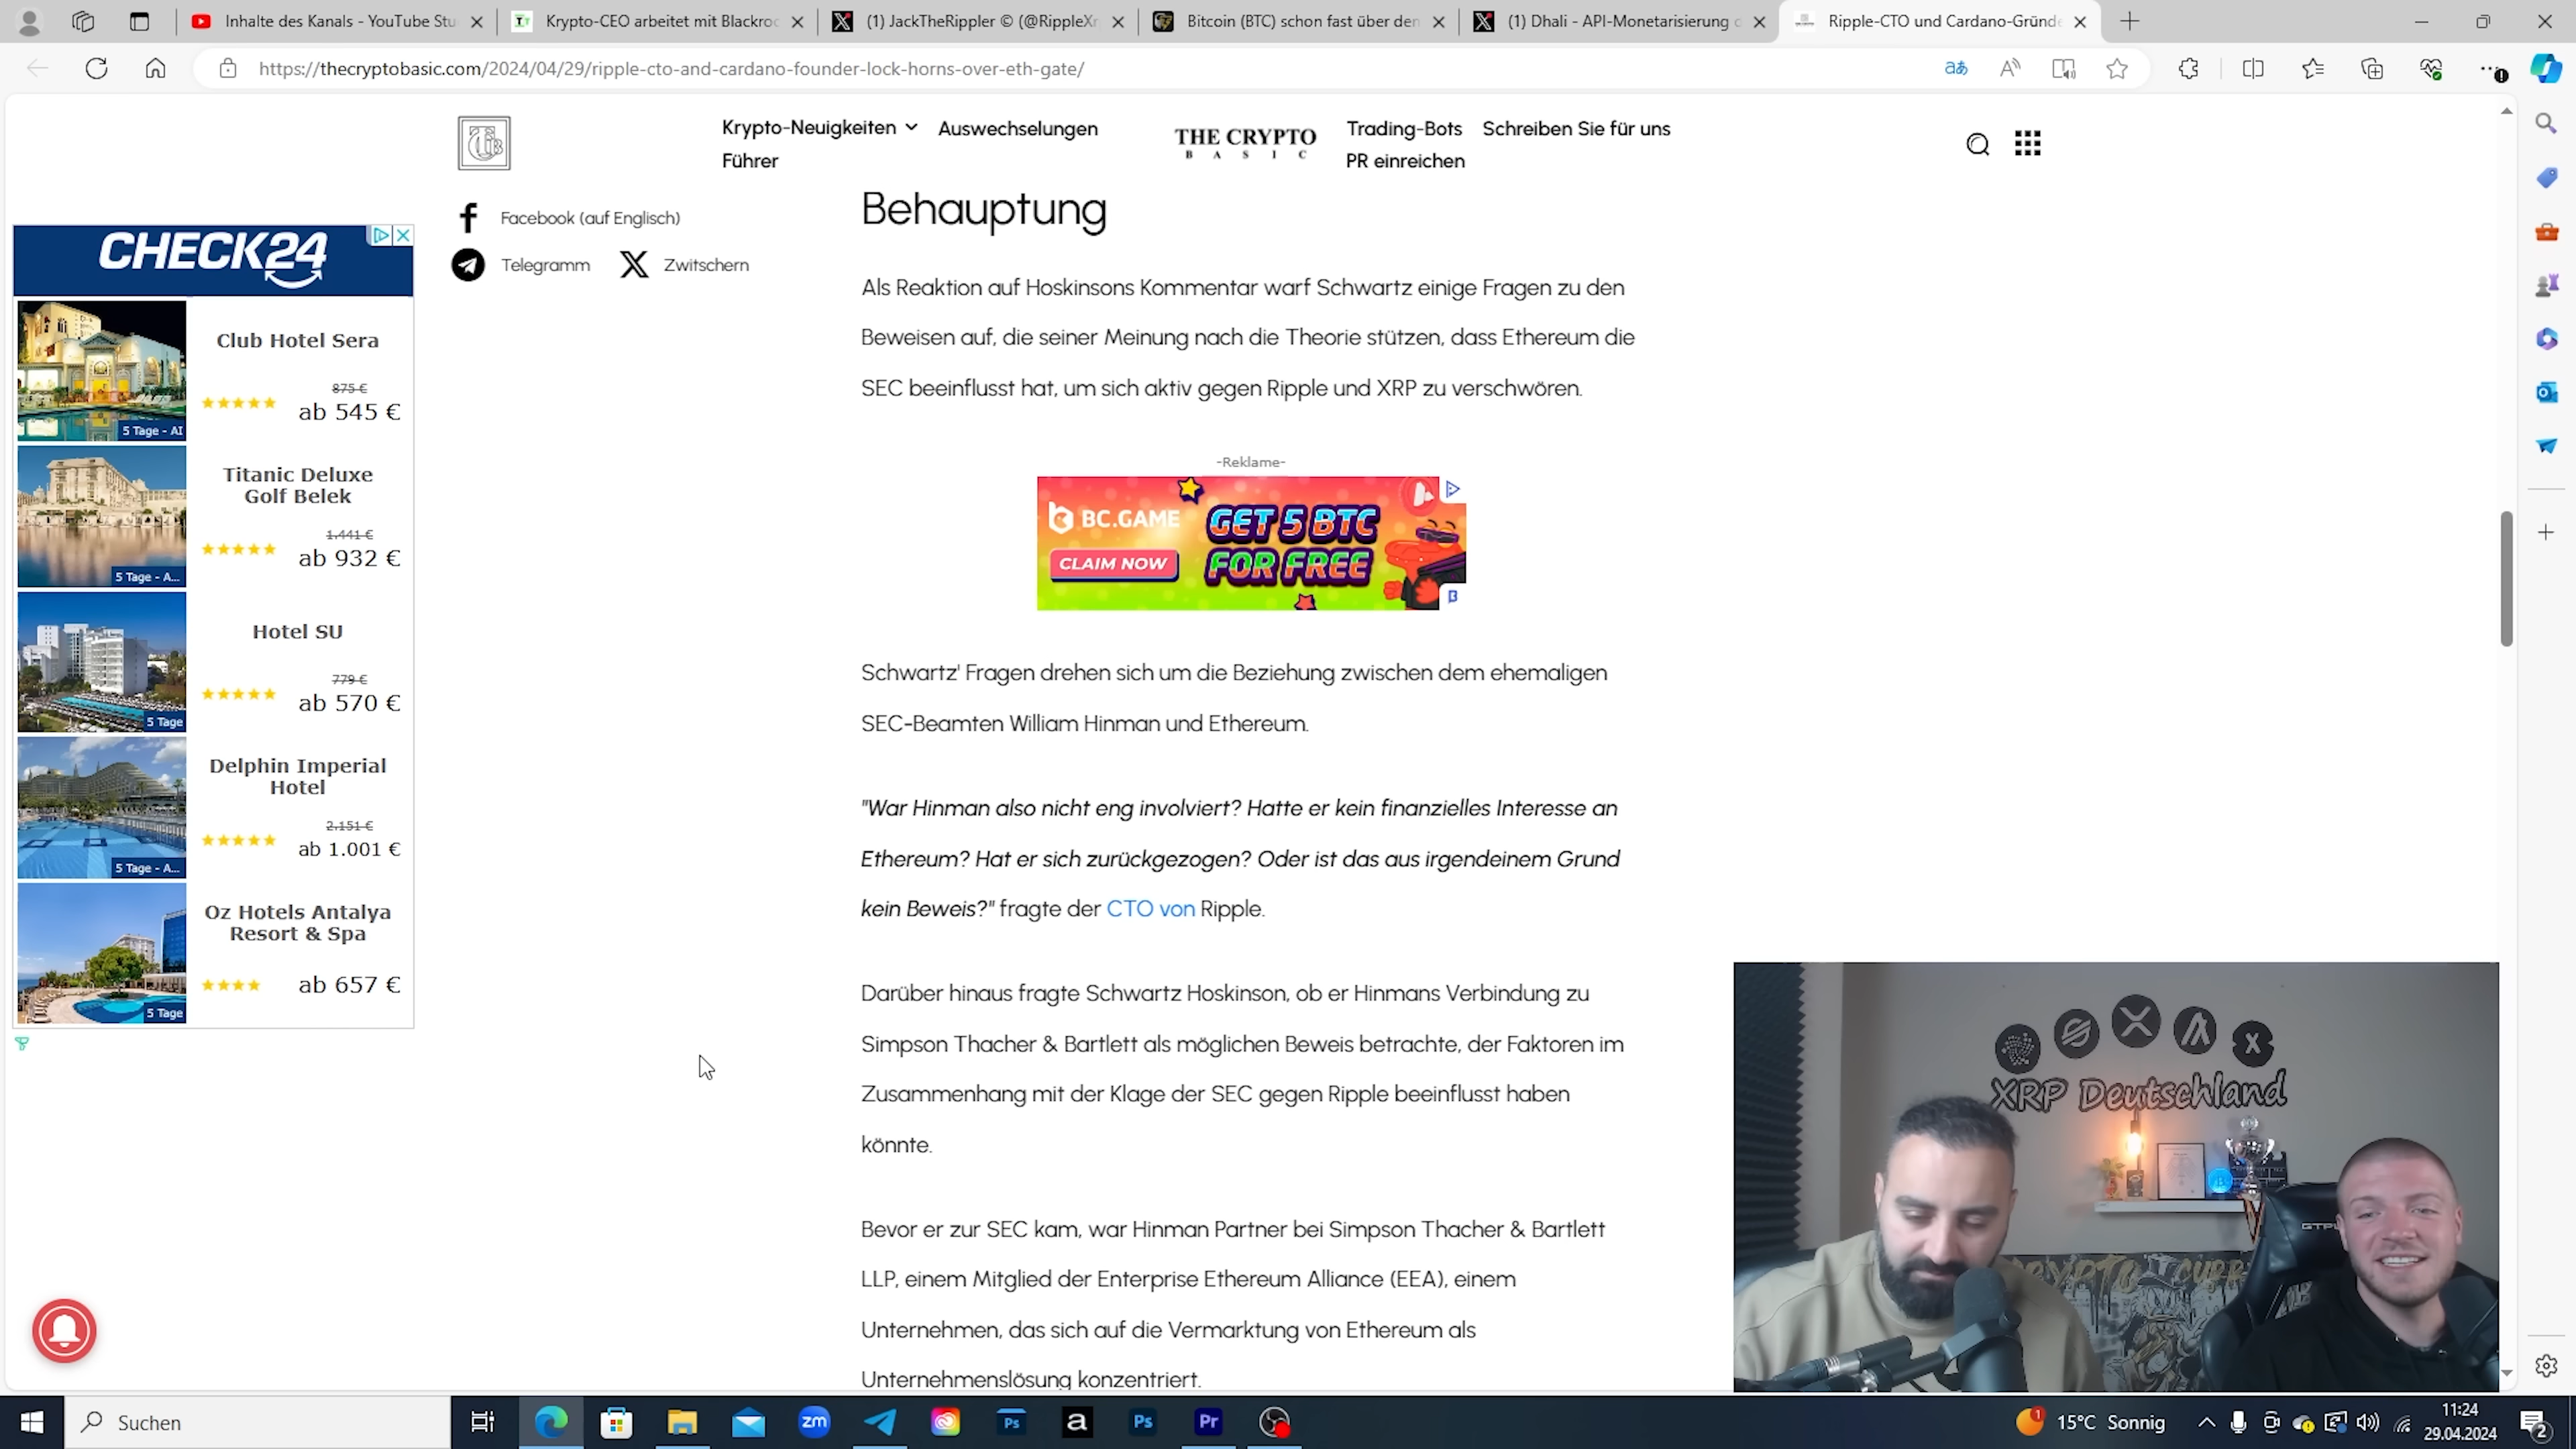 Inhalte des Kanals - YouTube Stu
Krypto-CEO arbeitet mit Blackroc
(1) JackTheRippler © (@RippleXr
Bitcoin (BTC) schon fast über den
(1) Dhali - API-Monetarisierung d
Ripple-CTO und Cardano-Gründe
https://thecryptobasic.com/2024/04/29/ripple-cto-and-cardano-founder-lock-horns-over-eth-gate/
Krypto-Neuigkeiten
Auswechselungen
Führer
THE CRYPTO
BASIC
Trading-Bots
Schreiben Sie für uns
PR einreichen
Facebook (auf Englisch)
Telegramm
Zwitschern
CHECK24
Club Hotel Sera
875 €
ab 545 €
5 Tage - AI
Titanic Deluxe
Golf Belek
1.441 €
ab 932 €
5 Tage - A...
Hotel SU
779 €
ab 570 €
5 Tage
Delphin Imperial
Hotel
2.151 €
ab 1.001 €
5 Tage - A...
Oz Hotels Antalya
Resort & Spa
ab 657 €
5 Tage
Behauptung
Als Reaktion auf Hoskinsons Kommentar warf Schwartz einige Fragen zu den
Beweisen auf, die seiner Meinung nach die Theorie stützen, dass Ethereum die
SEC beeinflusst hat, um sich aktiv gegen Ripple und XRP zu verschwören.
-Reklame-
BC.GAME
CLAIM NOW
GET 5 BTC
FOR FREE
Schwartz' Fragen drehen sich um die Beziehung zwischen dem ehemaligen
SEC-Beamten William Hinman und Ethereum.
"War Hinman also nicht eng involviert? Hatte er kein finanzielles Interesse an
Ethereum? Hat er sich zurückgezogen? Oder ist das aus irgendeinem Grund
kein Beweis?" fragte der CTO von Ripple.
Darüber hinaus fragte Schwartz Hoskinson, ob er Hinmans Verbindung zu
Simpson Thacher & Bartlett als möglichen Beweis betrachte, der Faktoren im
Zusammenhang mit der Klage der SEC gegen Ripple beeinflusst haben
könnte.
Bevor er zur SEC kam, war Hinman Partner bei Simpson Thacher & Bartlett
LLP, einem Mitglied der Enterprise Ethereum Alliance (EEA), einem
Unternehmen, das sich auf die Vermarktung von Ethereum als
Unternehmenslösung konzentriert.
XRP Deutschland
Suchen
15°C Sonnig
11:24
29.04.2024
2